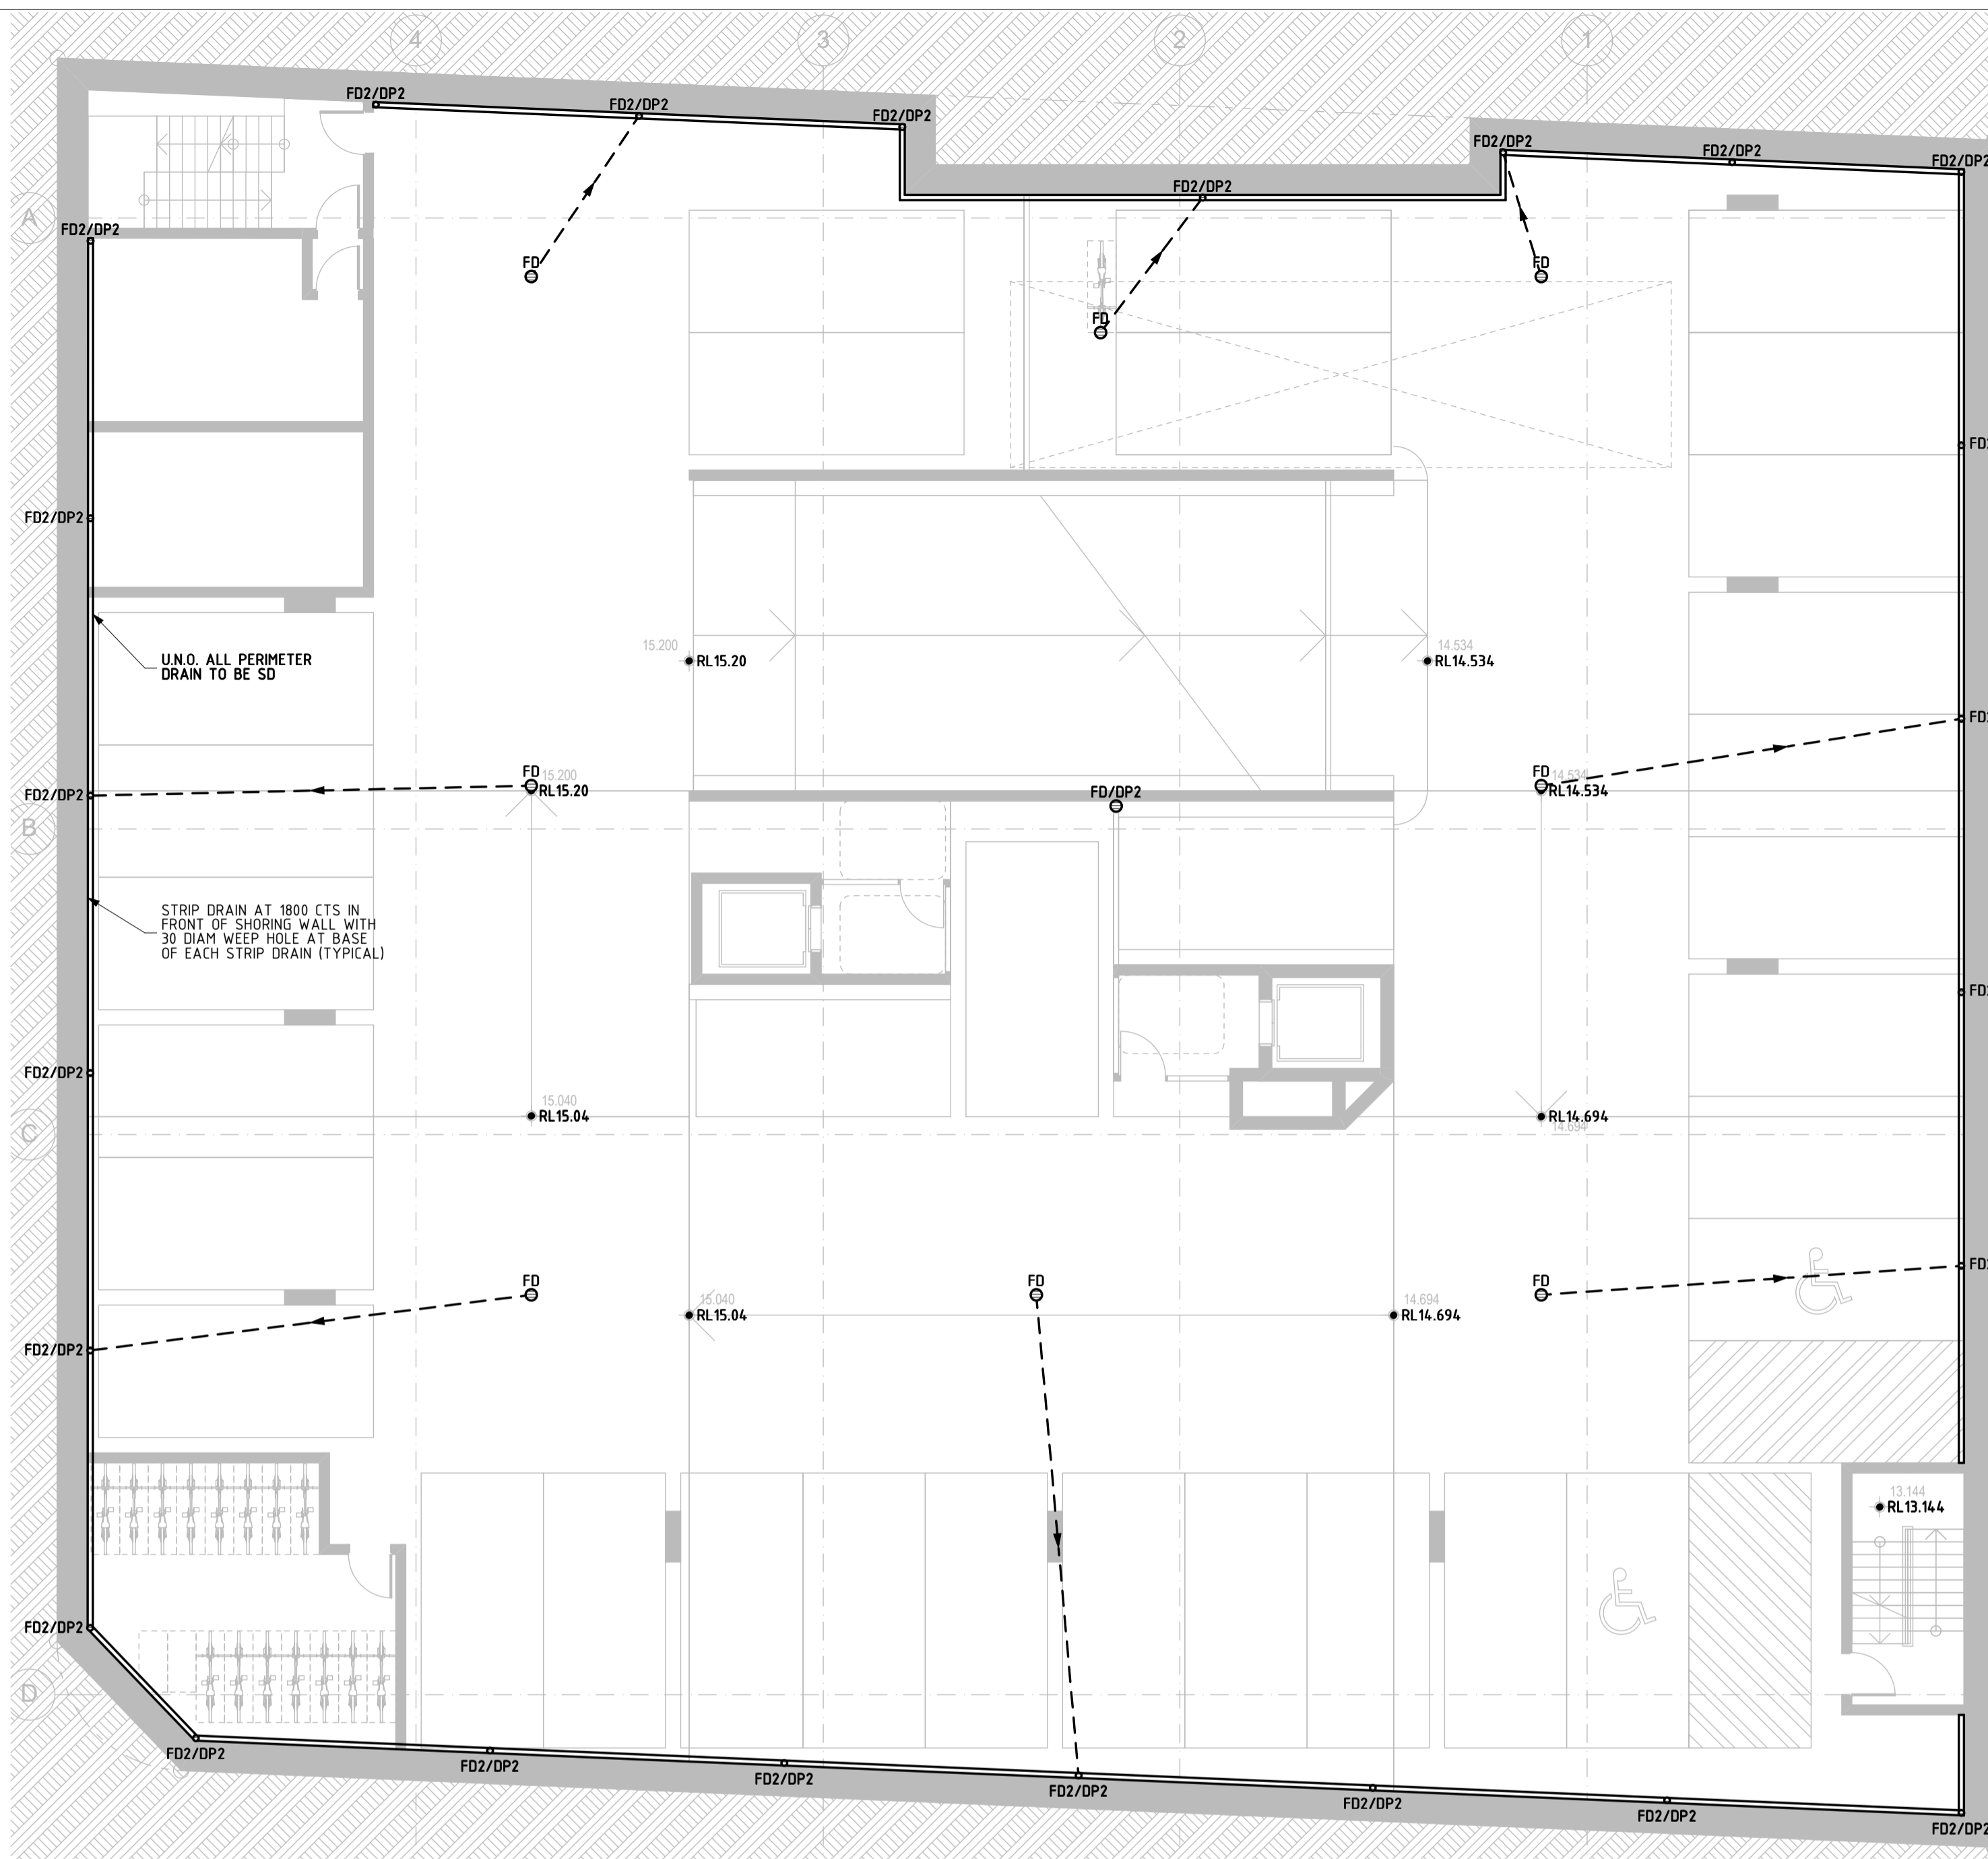 4
3
2
1
FD2/DP2
FD2/DP2
FD2/DP2
FD2/DP2
FD2/DP2
FD2/DP2
FD2/DP2
A
FD2/DP2
FD
FD
FD
FD2
FD2/DP2
U.N.O. ALL PERIMETER
DRAIN TO BE SD
15.200
RL15.20
14.534
RL14.534
FD2
FD
15.200
RL15.20
FD2/DP2
FD/DP2
FD
14.534
RL14.534
B
STRIP DRAIN AT 1800 CTS IN
FRONT OF SHORING WALL WITH
30 DIAM WEEP HOLE AT BASE
OF EACH STRIP DRAIN (TYPICAL)
FD2
FD2/DP2
15.040
RL15.04
RL14.694
14.694
C
FD2
FD
FD
FD
15.040
RL15.04
14.694
RL14.694
FD2/DP2
13.144
RL13.144
FD2/DP2
D
FD2/DP2
FD2/DP2
FD2/DP2
FD2/DP2
FD2/DP2
FD2/DP2
FD2/DP2